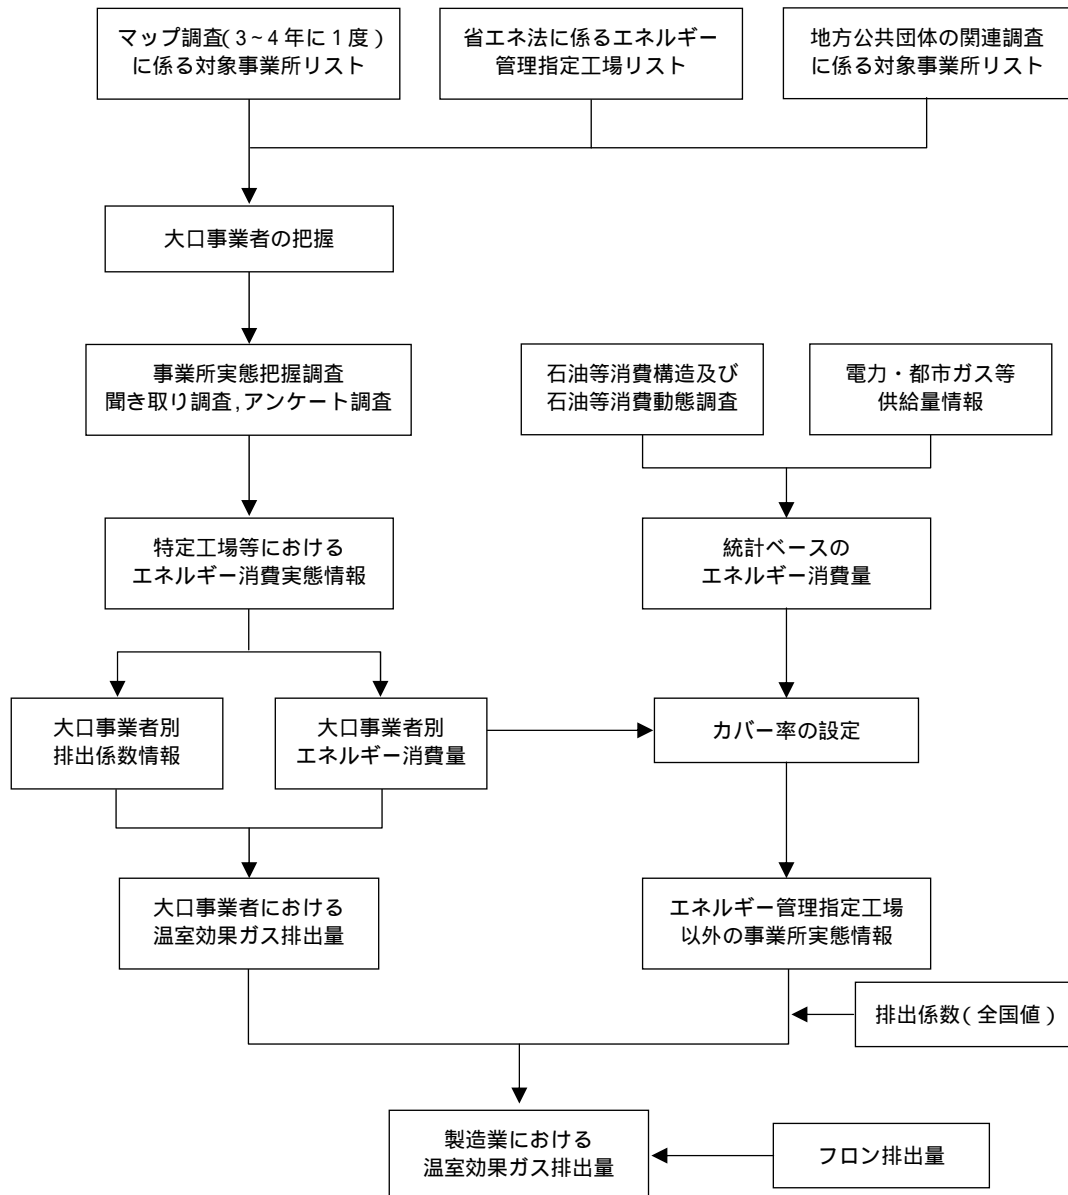 マップ調査(3~4年に1度)
に係る対象事業所リスト
省エネ法に係るエネルギー
管理指定工場リスト
地方公共団体の関連調査
に係る対象事業所リスト
大口事業者の把握
事業所実態把握調査
聞き取り調査,アンケート調査
石油等消費構造及び
石油等消費動態調査
電力・都市ガス等
供給量情報
特定工場等における
エネルギー消費実態情報
統計ベースの
エネルギー消費量
大口事業者別
排出係数情報
大口事業者別
エネルギー消費量
カバー率の設定
大口事業者における
温室効果ガス排出量
エネルギー管理指定工場
以外の事業所実態情報
排出係数(全国値)
製造業における
温室効果ガス排出量
フロン排出量